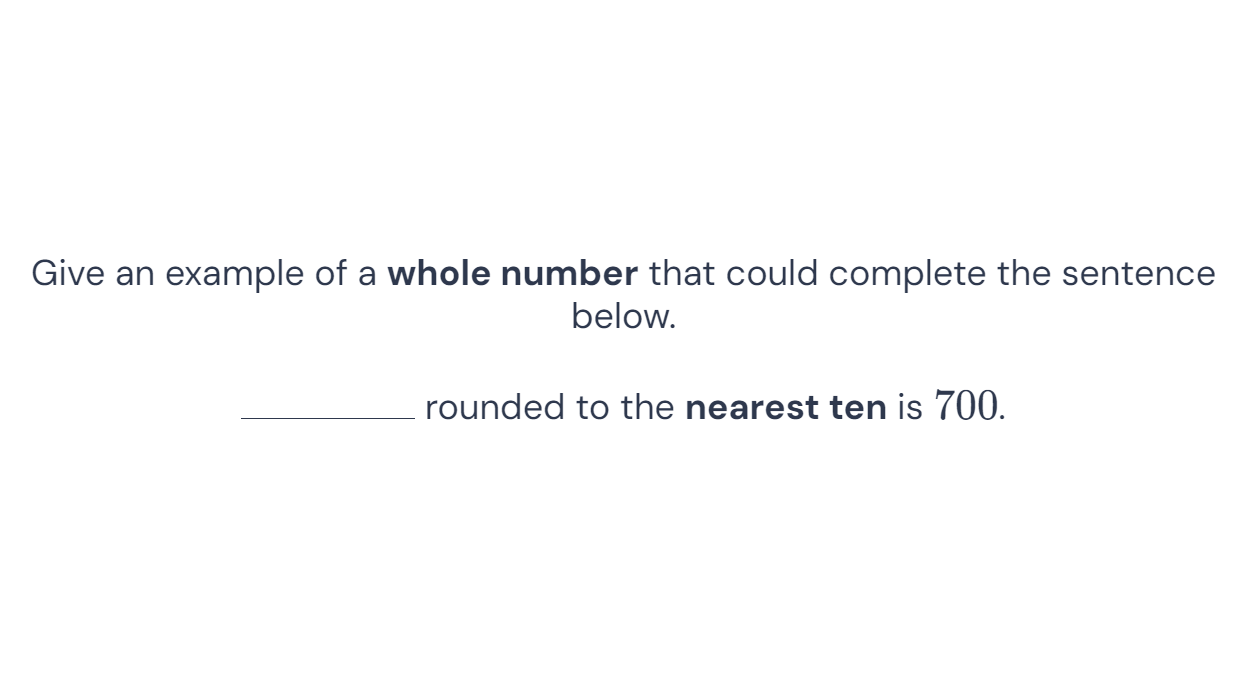 Give an example of a whole number that could complete the sentence
below.
__________ rounded to the nearest ten is 700.